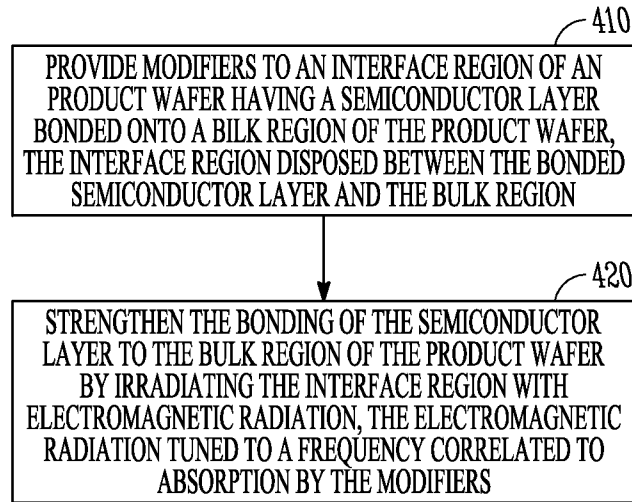 410
PROVIDE MODIFIERS TO AN INTERFACE REGION OF AN
PRODUCT WAFER HAVING A SEMICONDUCTOR LAYER
BONDED ONTO A BILK REGION OF THE PRODUCT WAFER,
THE INTERFACE REGION DISPOSED BETWEEN THE BONDED
SEMICONDUCTOR LAYER AND THE BULK REGION
420
STRENGTHEN THE BONDING OF THE SEMICONDUCTOR
LAYER TO THE BULK REGION OF THE PRODUCT WAFER
BY IRRADIATING THE INTERFACE REGION WITH
ELECTROMAGNETIC RADIATION, THE ELECTROMAGNETIC
RADIATION TUNED TO A FREQUENCY CORRELATED TO
ABSORPTION BY THE MODIFIERS